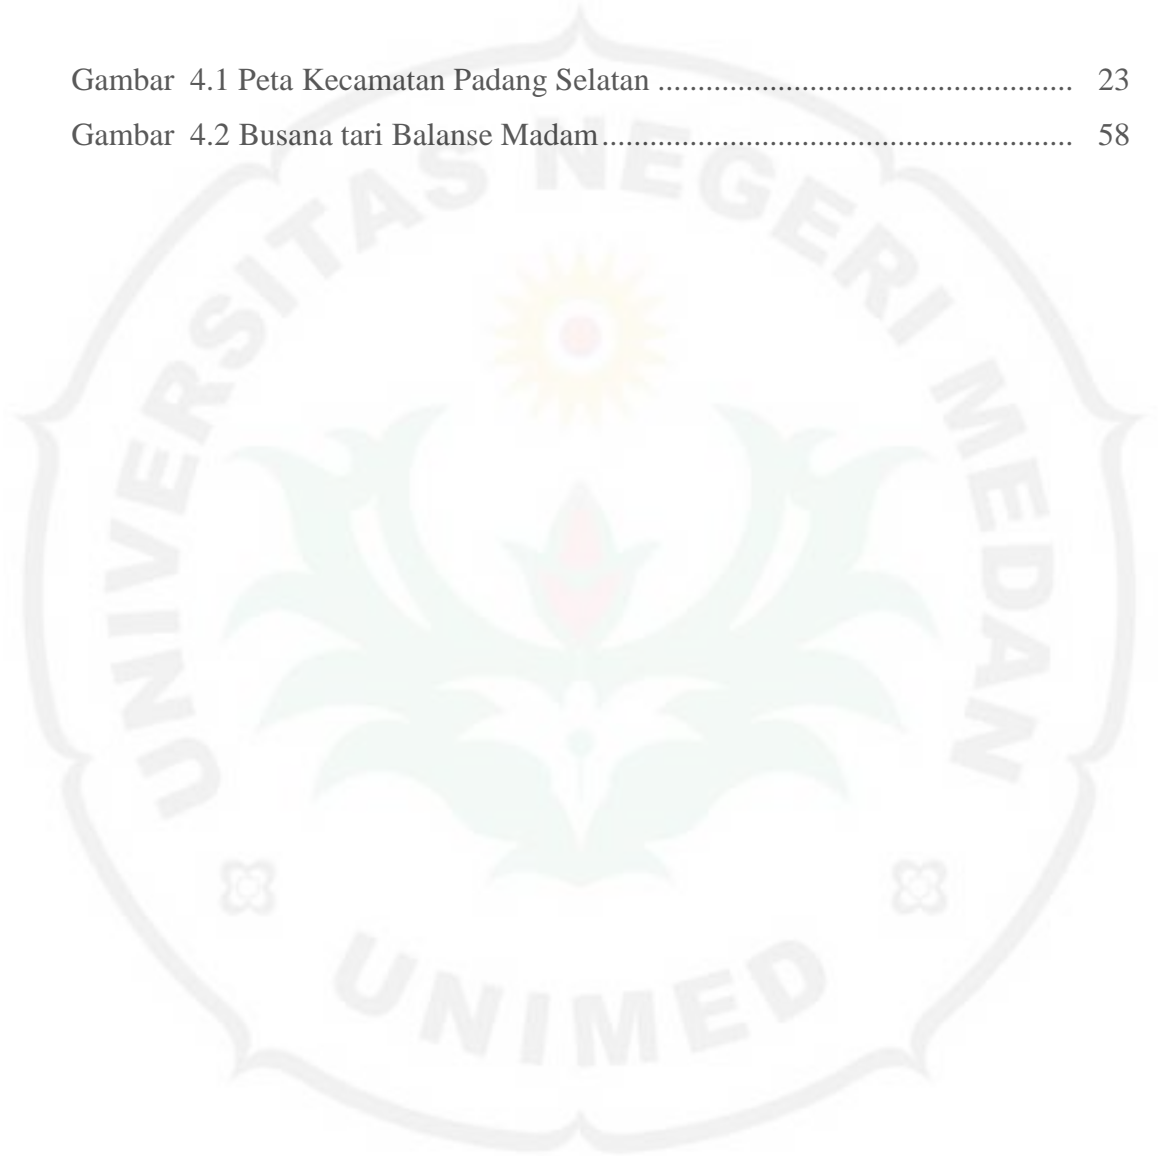 Gambar  4.1 Peta Kecamatan Padang Selatan .................................................... 23
Gambar  4.2 Busana tari Balanse Madam........................................................... 58
UNIVERSITAS NEGERI MEDAN
UNIMED